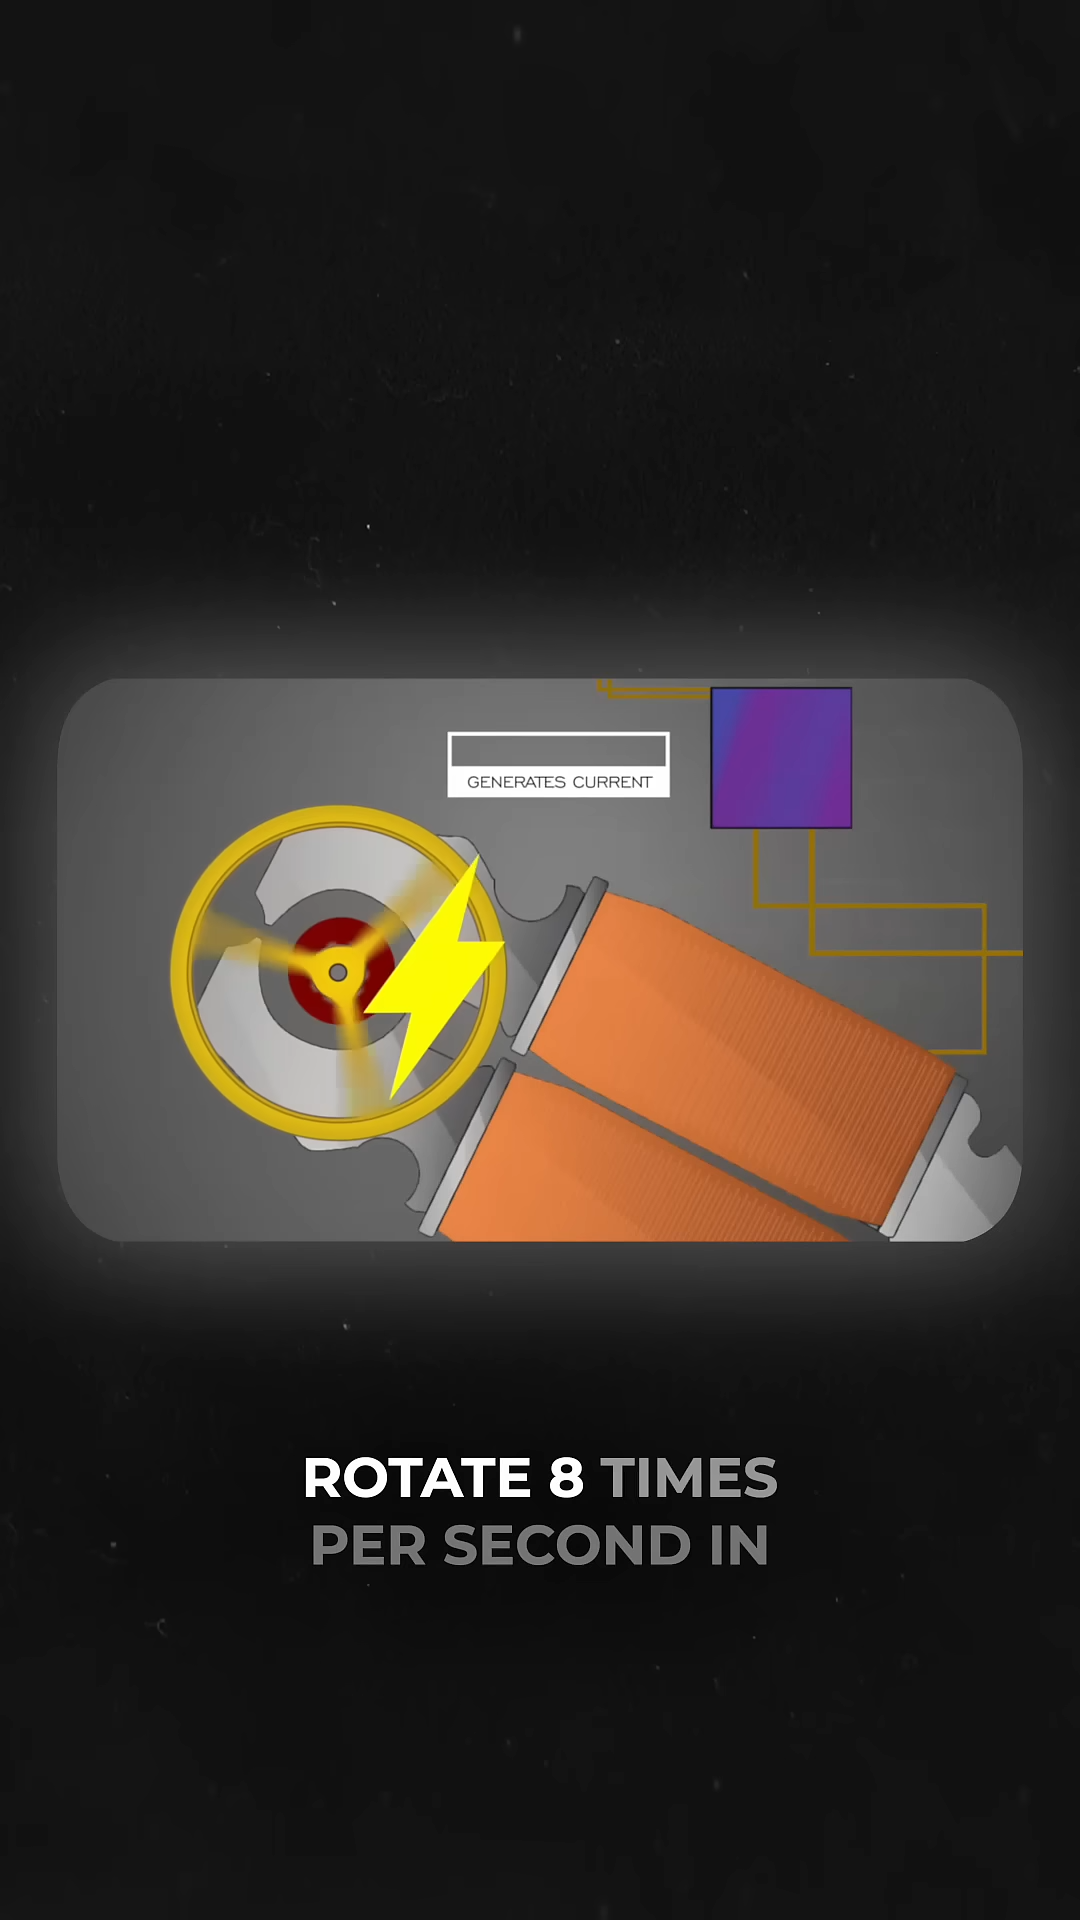 GENERATES CURRENT
ROTATE 8 TIMES
PER SECOND IN